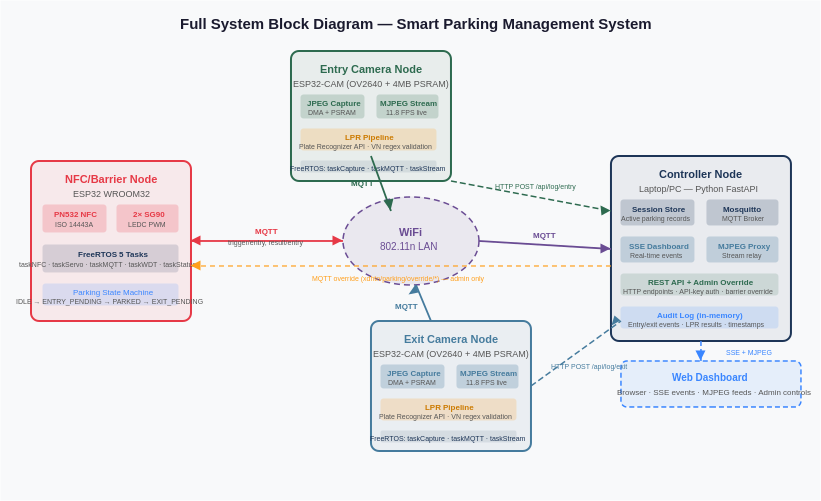 Full System Block Diagram — Smart Parking Management System
Entry Camera Node
ESP32-CAM (OV2640 + 4MB PSRAM)
JPEG Capture
DMA + PSRAM
MJPEG Stream
11.8 FPS live
LPR Pipeline
Plate Recognizer API · VN regex validation
FreeRTOS: taskCapture · taskMQTT · taskStream
NFC/Barrier Node
ESP32 WROOM32
PN532 NFC
ISO 14443A
2× SG90
LEDC PWM
FreeRTOS 5 Tasks
taskNFC · taskServo · taskMQTT · taskWDT · taskState
Parking State Machine
IDLE → ENTRY_PENDING → PARKED → EXIT_PENDING
MQTT
MQTT
trigger/entry, result/entry
WiFi
802.11n LAN
MQTT
HTTP POST /api/log/entry
MQTT
HTTP POST /api/log/exit
Controller Node
Laptop/PC — Python FastAPI
Session Store
Active parking records
Mosquitto
MQTT Broker
SSE Dashboard
Real-time events
MJPEG Proxy
Stream relay
REST API + Admin Override
HTTP endpoints · API-key auth · barrier override
Audit Log (In-memory)
Entry/exit events · LPR results · timestamps
SSE + MJPEG
Web Dashboard
Browser · SSE events · MJPEG feeds · Admin controls
Exit Camera Node
ESP32-CAM (OV2640 + 4MB PSRAM)
JPEG Capture
DMA + PSRAM
MJPEG Stream
11.8 FPS live
LPR Pipeline
Plate Recognizer API · VN regex validation
FreeRTOS: taskCapture · taskMQTT · taskStream